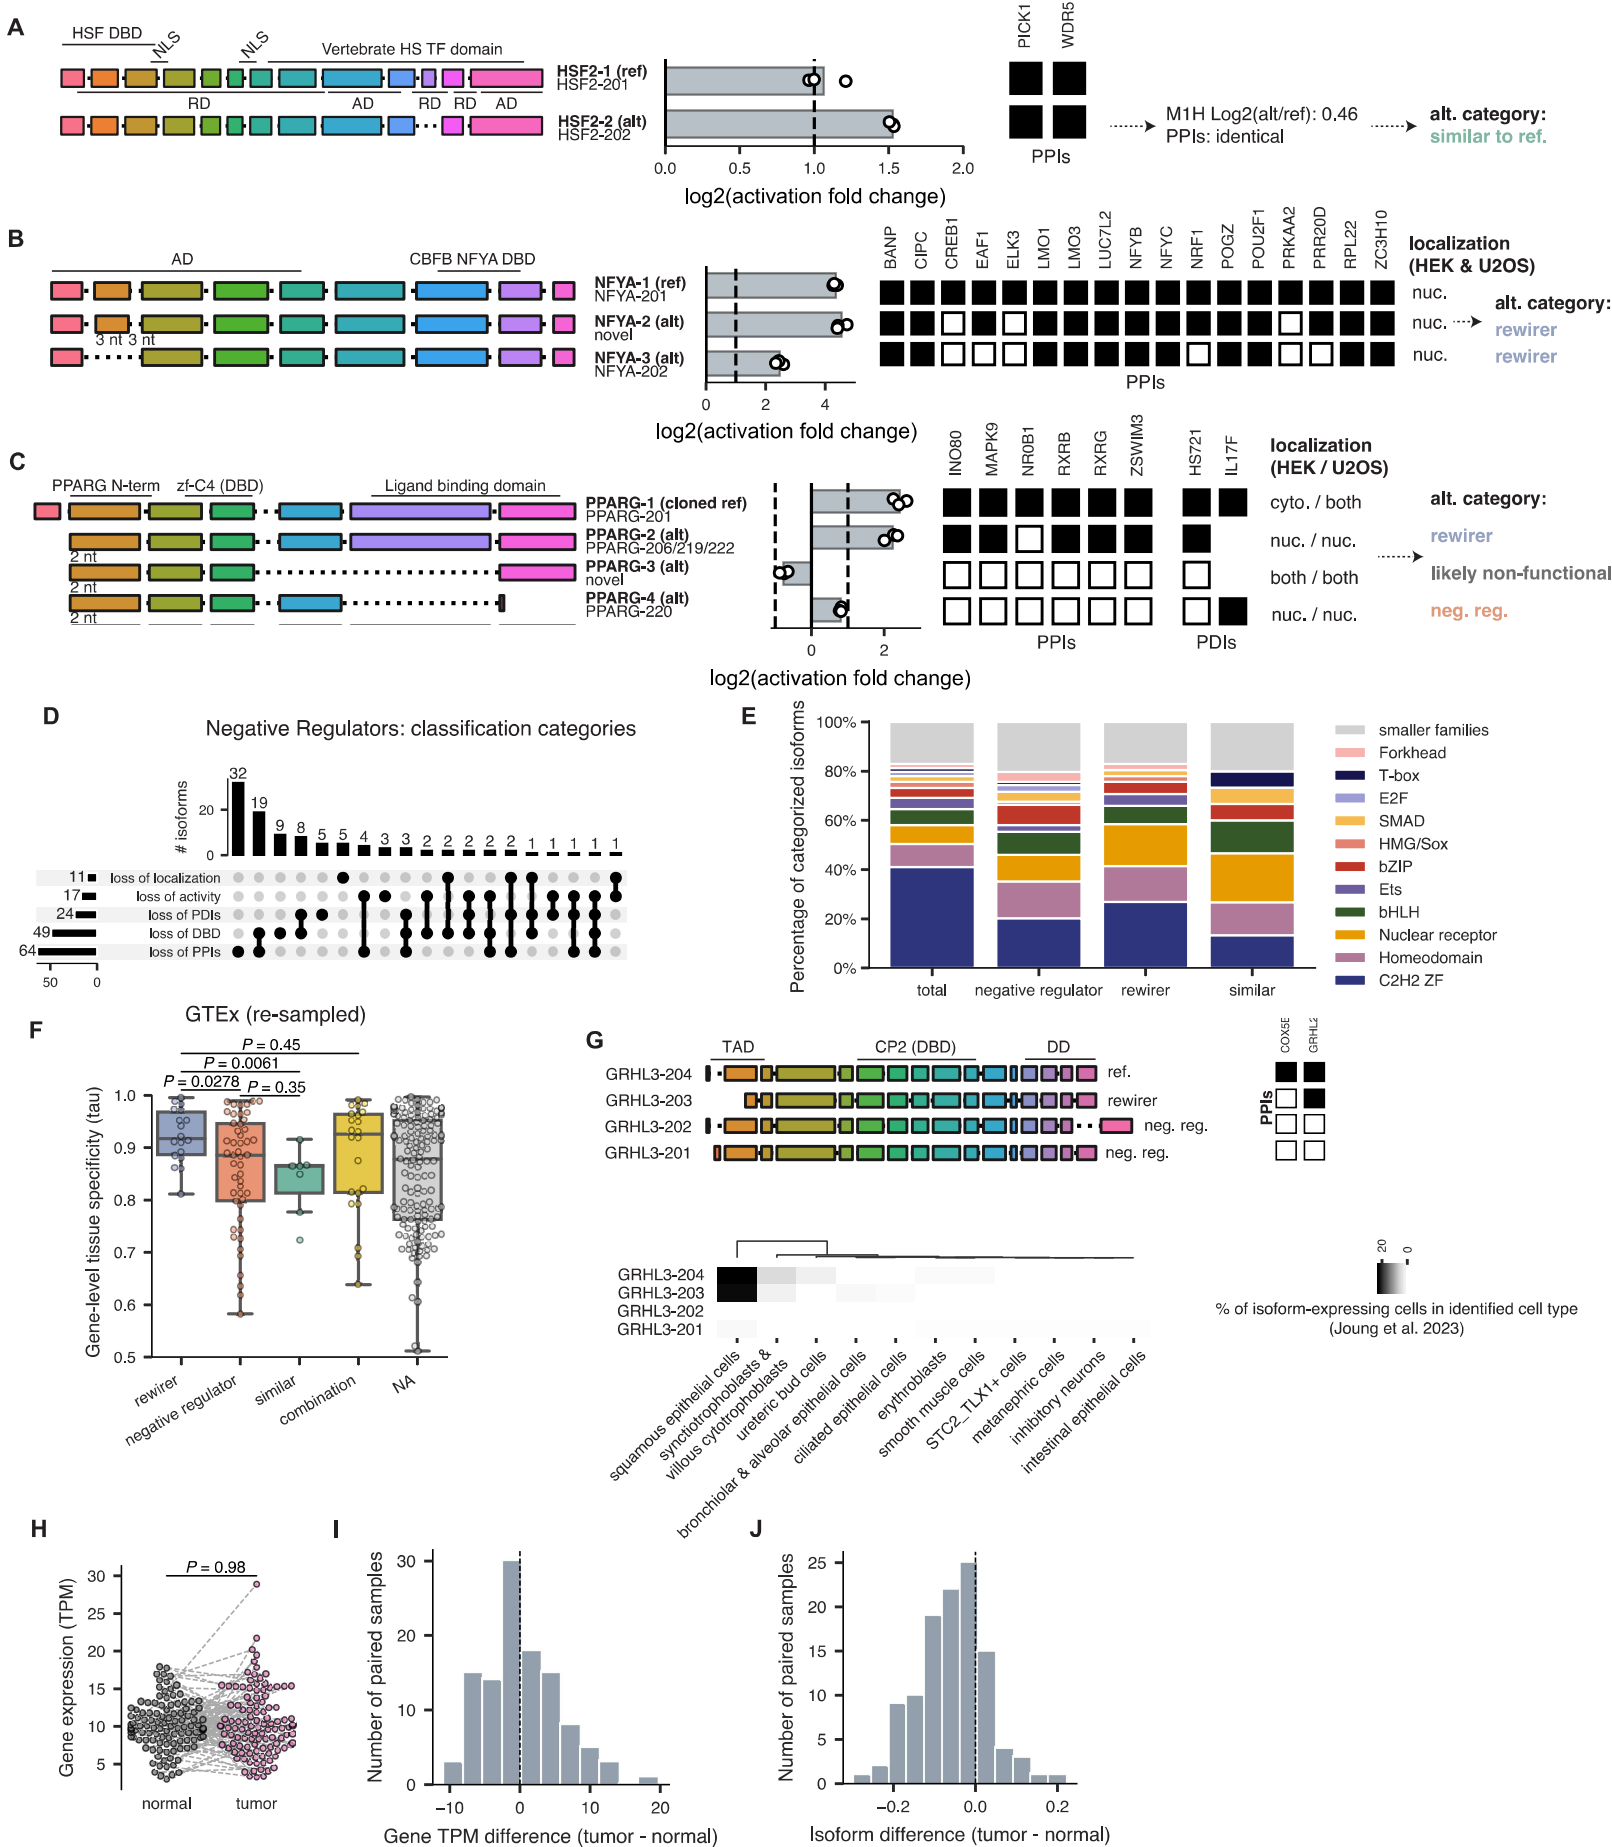 A
HSF DBD
NLS
NLS
Vertebrate HS TF domain
HSF2-1 (ref)
HSF2-201
RD
AD
RD
RD
AD
HSF2-2 (alt)
HSF2-202
0.0
0.5
1.0
1.5
2.0
log2(activation fold change)
PICK1
WDR5
PPIs
M1H Log2(alt/ref): 0.46
PPIs: identical
alt. category:
similar to ref.
B
AD
CBFB NFYA DBD
NFYA-1 (ref)
NFYA-201
NFYA-2 (alt)
novel
3 nt 3 nt
NFYA-3 (alt)
NFYA-202
0
2
4
log2(activation fold change)
BANP
CIPC
CREB1
EAF1
ELK3
LMO1
LMO3
LUC7L2
NFYB
NFYC
NRF1
POGZ
POU2F1
PRKAA2
PRR20D
RPL22
ZC3H10
PPIs
localization
(HEK & U2OS)
nuc.
nuc.
nuc.
alt. category:
rewirer
rewirer
C
PPARG N-term
zf-C4 (DBD)
Ligand binding domain
PPARG-1 (cloned ref)
PPARG-201
PPARG-2 (alt)
PPARG-206/219/222
2 nt
PPARG-3 (alt)
novel
2 nt
PPARG-4 (alt)
PPARG-220
2 nt
0
2
log2(activation fold change)
INO80
MAPK9
NR0B1
RXRB
RXRG
ZSWIM3
PPIs
HS721
IL17F
PDIs
localization
(HEK / U2OS)
cyto. / both
nuc. / nuc.
both / both
nuc. / nuc.
alt. category:
rewirer
likely non-functional
neg. reg.
D
Negative Regulators: classification categories
# isoforms
20
0
32
19
9
8
5
5
4
3
3
2
2
2
2
2
1
1
1
1
1
11
loss of localization
17
loss of activity
24
loss of PDIs
49
loss of DBD
64
loss of PPIs
50
0
E
Percentage of categorized isoforms
100%
80%
60%
40%
20%
0%
total
negative regulator
rewirer
similar
smaller families
Forkhead
T-box
E2F
SMAD
HMG/Sox
bZIP
Ets
bHLH
Nuclear receptor
Homeodomain
C2H2 ZF
F
GTEx (re-sampled)
P = 0.45
P = 0.0061
P = 0.0278
P = 0.35
Gene-level tissue specificity (tau)
1.0
0.9
0.8
0.7
0.6
0.5
rewirer
negative regulator
similar
combination
NA
G
TAD
CP2 (DBD)
DD
GRHL3-204
ref.
GRHL3-203
rewirer
GRHL3-202
neg. reg.
GRHL3-201
neg. reg.
PPIs
GRHL2
GRHL3-204
GRHL3-203
GRHL3-202
GRHL3-201
squamous epithelial cells
synctiotrophoblasts &
villous cytotrophoblasts
ureteric bud cells
bronchiolar & alveolar epithelial cells
ciliated epithelial cells
erythroblasts
smooth muscle cells
STC2_TLX1+ cells
metanephric cells
inhibitory neurons
intestinal epithelial cells
20
0
% of isoform-expressing cells in identified cell type
(Joung et al. 2023)
H
P = 0.98
Gene expression (TPM)
30
25
20
15
10
5
normal
tumor
I
Number of paired samples
30
20
10
0
−10
0
10
20
Gene TPM difference (tumor - normal)
J
Number of paired samples
25
20
15
10
5
0
−0.2
0.0
0.2
Isoform difference (tumor - normal)